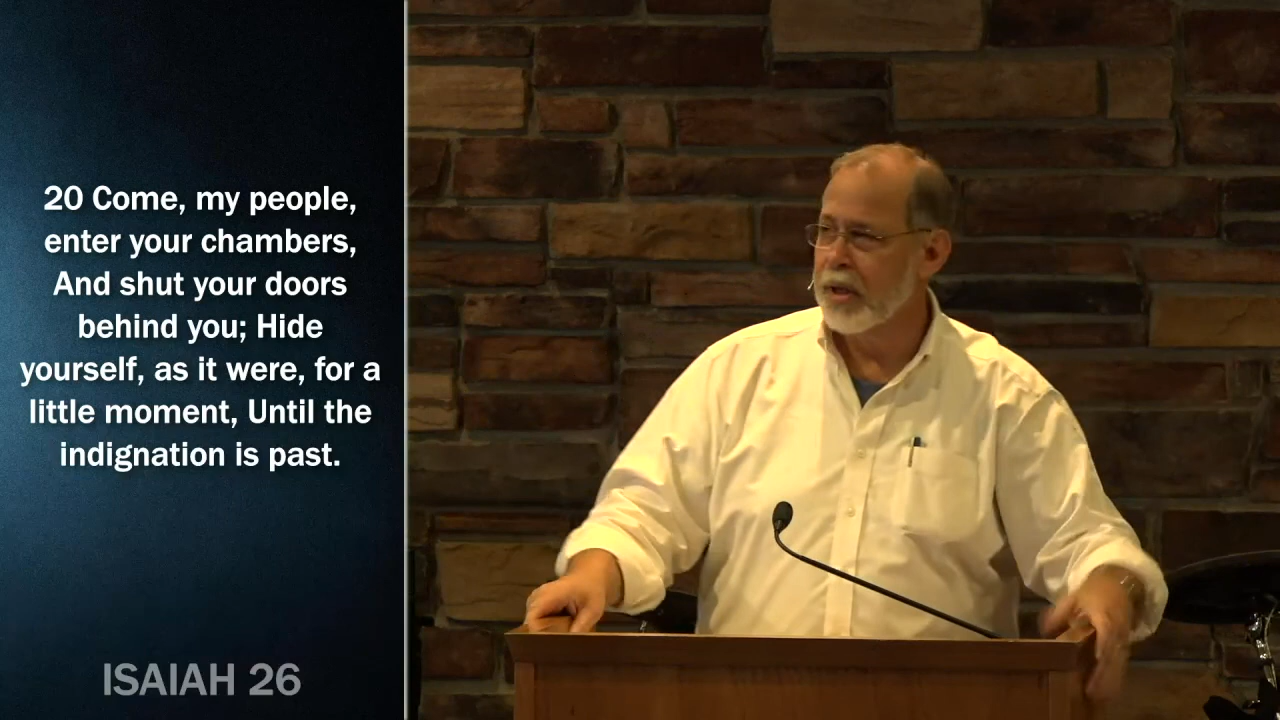 20 Come, my people,
enter your chambers,
And shut your doors
behind you; Hide
yourself, as it were, for a
little moment, Until the
indignation is past.
ISAIAH 26